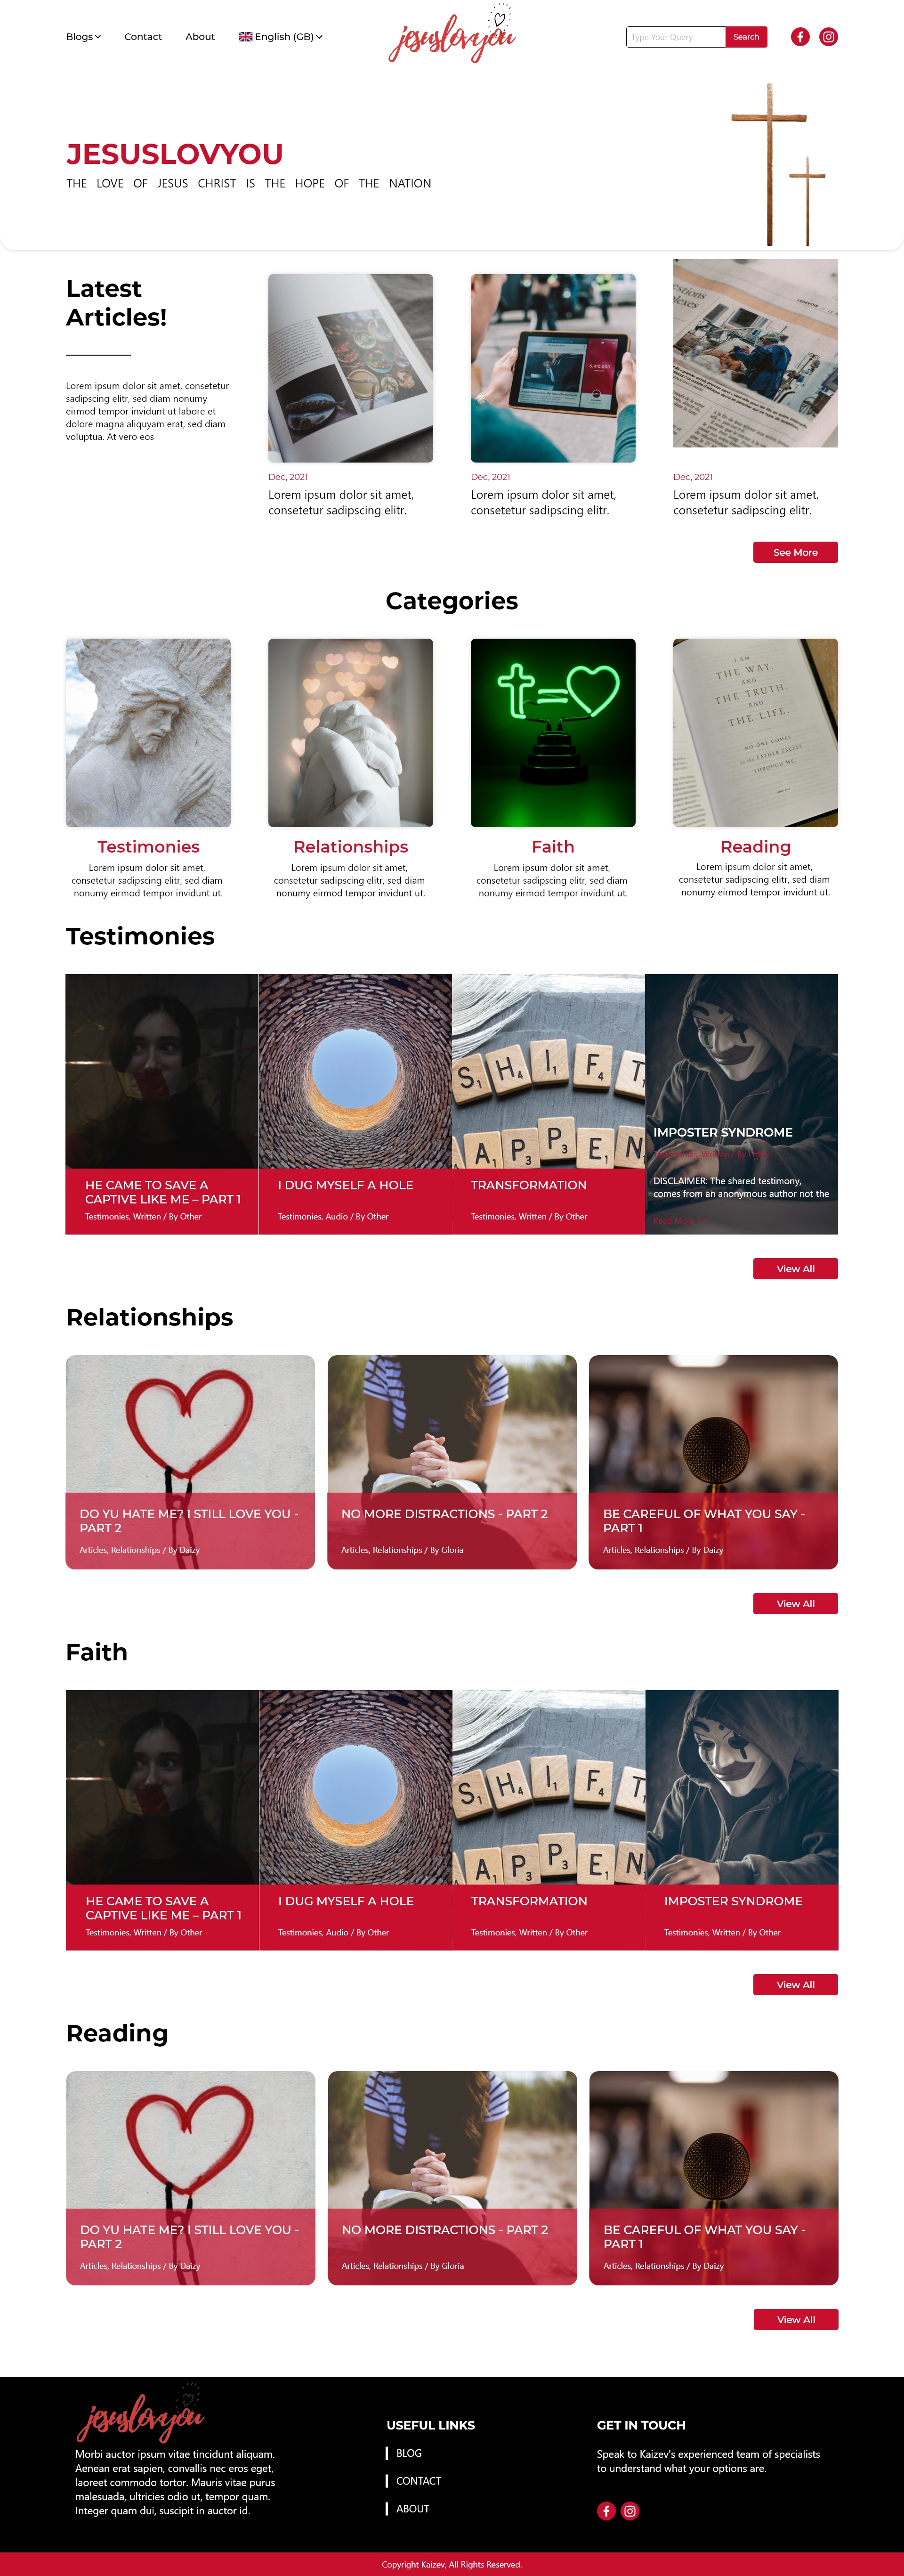 Blogs
Contact
About
English (GB)
jesuslovyou
Type Your Query
Search
JESUSLOVYOU
THE LOVE OF JESUS CHRIST IS THE HOPE OF THE NATION
Latest
Articles!
Lorem ipsum dolor sit amet, consetetur
sadipscing elitr, sed diam nonumy
eirmod tempor invidunt ut labore et
dolore magna aliquyam erat, sed diam
voluptua. At vero eos
Dec, 2021
Lorem ipsum dolor sit amet,
consetetur sadipscing elitr.
Dec, 2021
Lorem ipsum dolor sit amet,
consetetur sadipscing elitr.
Dec, 2021
Lorem ipsum dolor sit amet,
consetetur sadipscing elitr.
See More
Categories
I AM
THE WAY,
AND
THE TRUTH,
AND
THE LIFE.
NO ONE COMES
to the FATHER EXCEPT
THROUGH ME.
Testimonies
Lorem ipsum dolor sit amet,
consetetur sadipscing elitr, sed diam
nonumy eirmod tempor invidunt ut.
Relationships
Lorem ipsum dolor sit amet,
consetetur sadipscing elitr, sed diam
nonumy eirmod tempor invidunt ut.
Faith
Lorem ipsum dolor sit amet,
consetetur sadipscing elitr, sed diam
nonumy eirmod tempor invidunt ut.
Reading
Lorem ipsum dolor sit amet,
consetetur sadipscing elitr, sed diam
nonumy eirmod tempor invidunt ut.
Testimonies
SHIFT
APPEN
HE CAME TO SAVE A
CAPTIVE LIKE ME – PART 1
Testimonies, Written / By Other
I DUG MYSELF A HOLE
Testimonies, Audio / By Other
TRANSFORMATION
Testimonies, Written / By Other
IMPOSTER SYNDROME
Testimonies, Written / By Other
DISCLAIMER: The shared testimony,
comes from an anonymous author not the
View All
Relationships
DO YU HATE ME? I STILL LOVE YOU -
PART 2
Articles, Relationships / By Daizy
NO MORE DISTRACTIONS - PART 2
Articles, Relationships / By Gloria
BE CAREFUL OF WHAT YOU SAY -
PART 1
Articles, Relationships / By Daizy
View All
Faith
SHIFT
APPEN
HE CAME TO SAVE A
CAPTIVE LIKE ME – PART 1
Testimonies, Written / By Other
I DUG MYSELF A HOLE
Testimonies, Audio / By Other
TRANSFORMATION
Testimonies, Written / By Other
IMPOSTER SYNDROME
Testimonies, Written / By Other
View All
Reading
DO YU HATE ME? I STILL LOVE YOU -
PART 2
Articles, Relationships / By Daizy
NO MORE DISTRACTIONS - PART 2
Articles, Relationships / By Gloria
BE CAREFUL OF WHAT YOU SAY -
PART 1
Articles, Relationships / By Daizy
View All
jesuslovyou
Morbi auctor ipsum vitae tincidunt aliquam.
Aenean erat sapien, convallis nec eros eget,
laoreet commodo tortor. Mauris vitae purus
malesuada, ultricies odio ut, tempor quam.
Integer quam dui, suscipit in auctor id.
USEFUL LINKS
BLOG
CONTACT
ABOUT
GET IN TOUCH
Speak to Kaizev's experienced team of specialists
to understand what your options are.
Copyright Kaizev, All Rights Reserved.